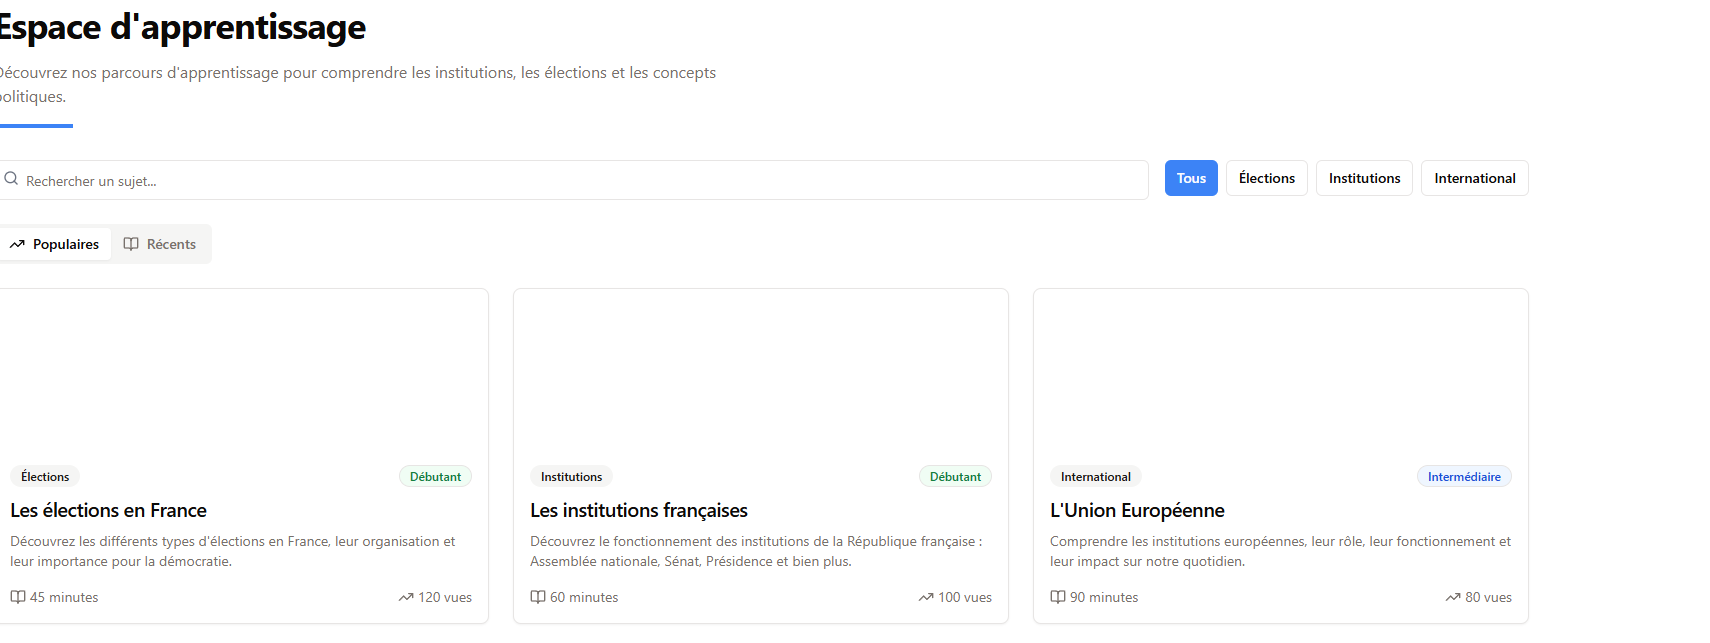 Espace d'apprentissage
Découvrez nos parcours d'apprentissage pour comprendre les institutions, les élections et les concepts
politiques.
Rechercher un sujet...
Tous
Élections
Institutions
International
Populaires
Récents
Élections
Débutant
Les élections en France
Découvrez les différents types d'élections en France, leur organisation et
leur importance pour la démocratie.
45 minutes
120 vues
Institutions
Débutant
Les institutions françaises
Découvrez le fonctionnement des institutions de la République française :
Assemblée nationale, Sénat, Présidence et bien plus.
60 minutes
100 vues
International
Intermédiaire
L'Union Européenne
Comprendre les institutions européennes, leur rôle, leur fonctionnement et
leur impact sur notre quotidien.
90 minutes
80 vues